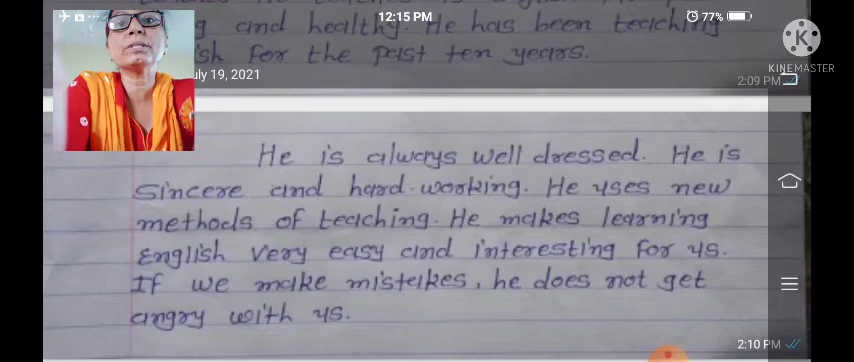 12:15 PM
77%
and healthy. He has been teaching
for the past ten years.
July 19, 2021
KINEMASTER
2:09 PM
He is always well dressed. He is
sincere and hard-working. He uses new
methods of teaching. He makes learning
English very easy and interesting for us.
If we make mistakes, he does not get
angry with us.
2:10 PM